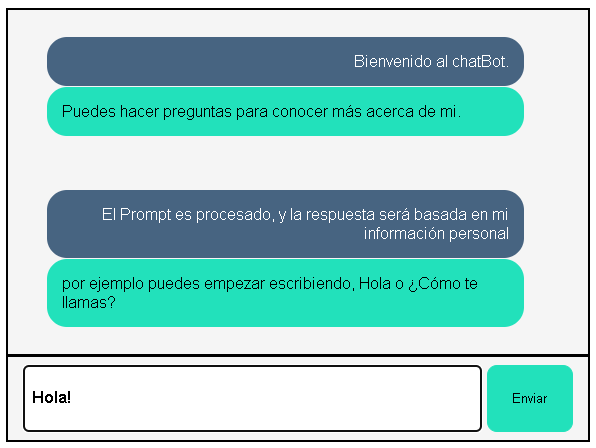 Bienvenido al chatBot.
Puedes hacer preguntas para conocer más acerca de mi.
El Prompt es procesado, y la respuesta será basada en mi
información personal
por ejemplo puedes empezar escribiendo, Hola o ¿Cómo te
llamas?
Hola!
Enviar